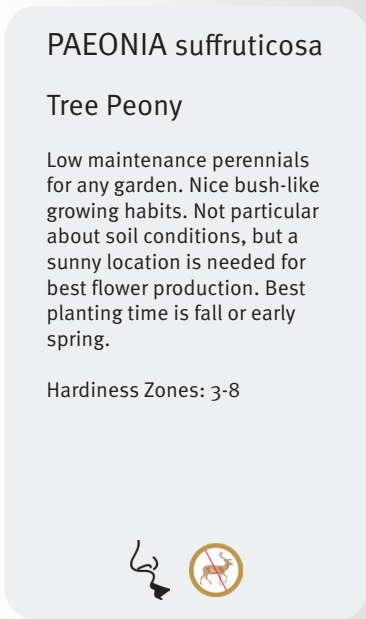 PAEONIA suffruticosa
Tree Peony
Low maintenance perennials
for any garden. Nice bush-like
growing habits. Not particular
about soil conditions, but a
sunny location is needed for
best flower production. Best
planting time is fall or early
spring.
Hardiness Zones: 3-8